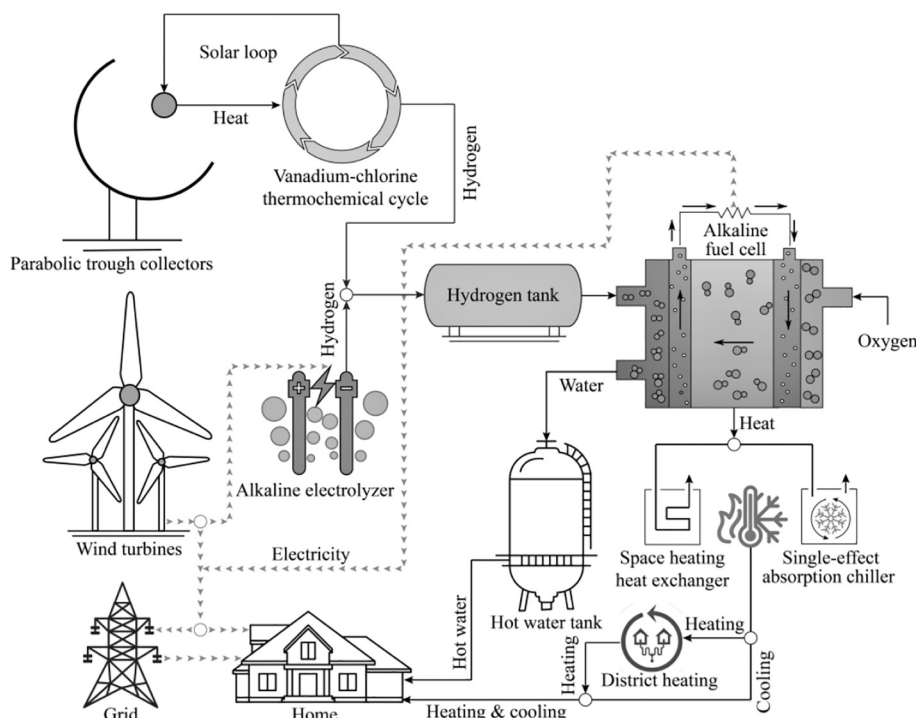 Solar loop
Heat
Hydrogen
Vanadium-chlorine
thermochemical cycle
Parabolic trough collectors
Hydrogen
Hydrogen tank
Alkaline
fuel cell
Oxygen
Water
Heat
+
−
Alkaline electrolyzer
Wind turbines
Electricity
Space heating
heat exchanger
Single-effect
absorption chiller
Hot water tank
Hot water
Heating
Heating
District heating
Cooling
Grid
Home
Heating & cooling